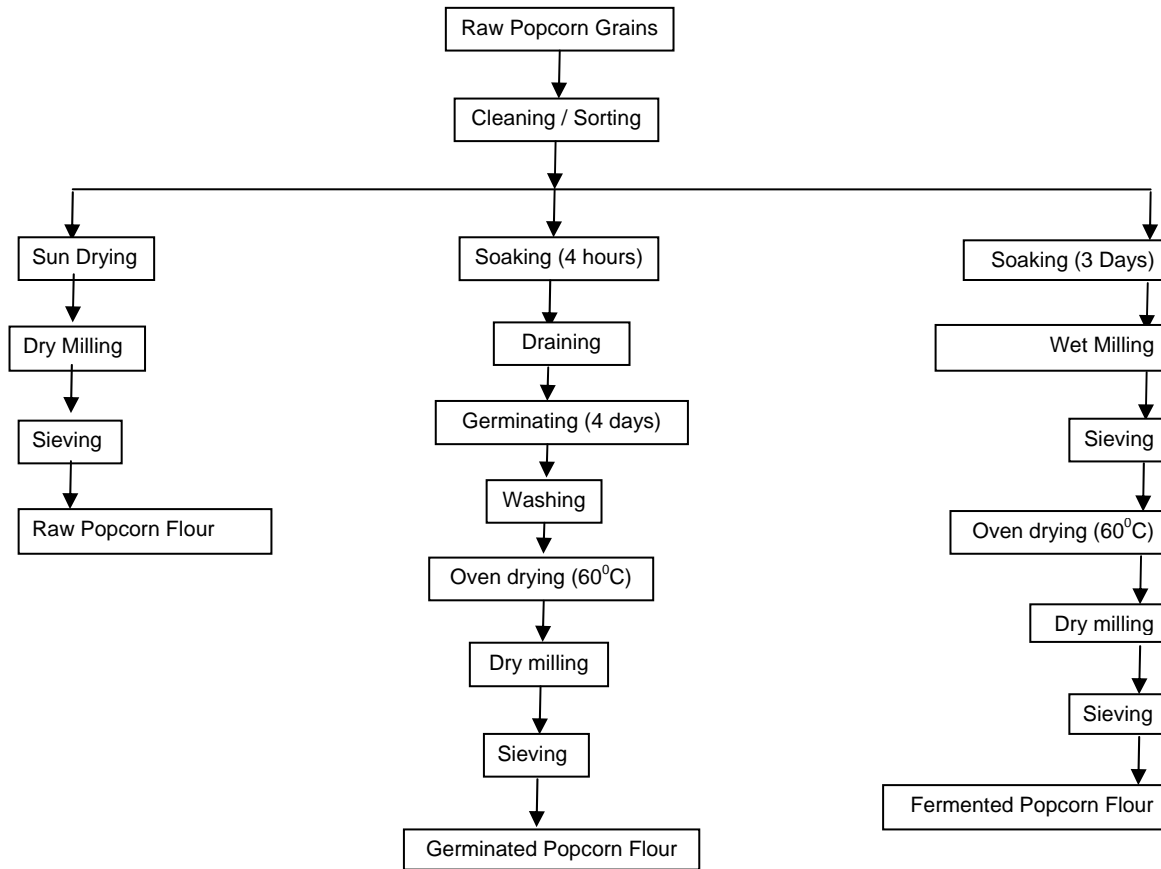 Raw Popcorn Grains
Cleaning / Sorting
Sun Drying
Dry Milling
Sieving
Raw Popcorn Flour
Soaking (4 hours)
Draining
Germinating (4 days)
Washing
Oven drying (60⁰C)
Dry milling
Sieving
Germinated Popcorn Flour
Soaking (3 Days)
Wet Milling
Sieving
Oven drying (60⁰C)
Dry milling
Sieving
Fermented Popcorn Flour